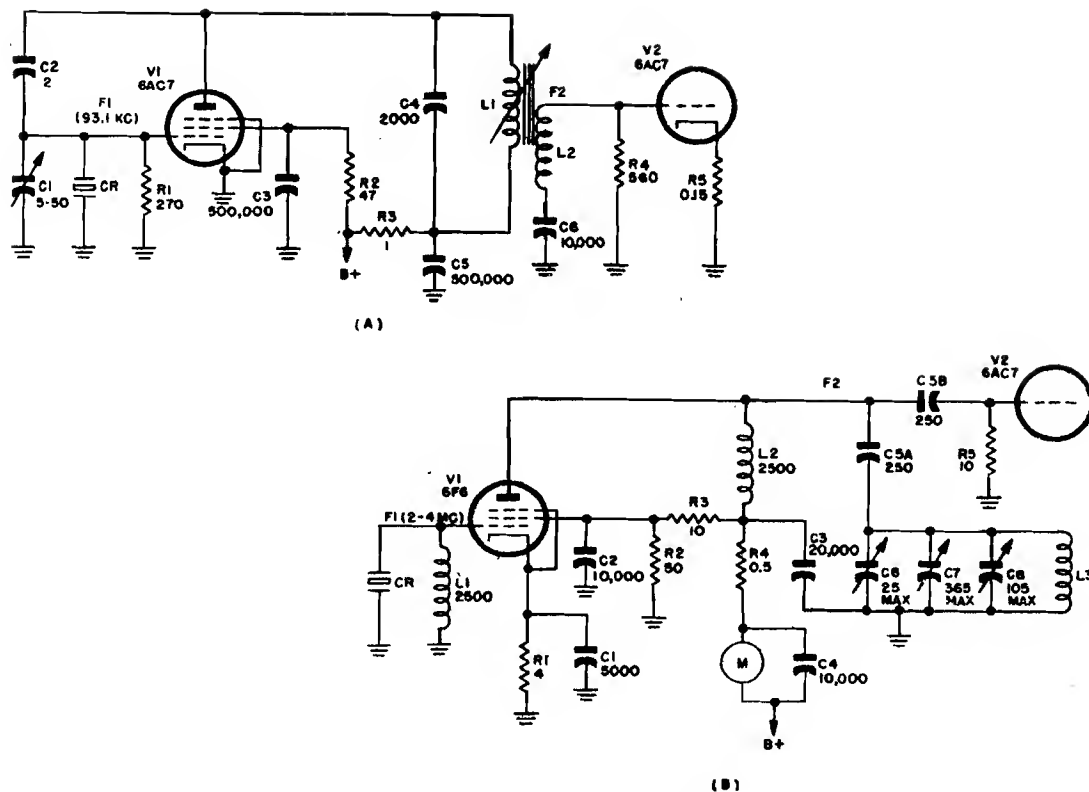 C2
2
V1
6AC7
F1
(93.1 KC)
C1
5-50
CR
R1
270
C3
500,000
R2
47
R3
1
B+
C4
2000
C5
500,000
L1
F2
L2
C6
10,000
R4
560
V2
6AC7
R5
0.15
(A)
V1
6F6
F1 (2-4 MC)
CR
L1
2500
R1
4
C1
5000
C2
10,000
R2
50
R3
10
L2
2500
R4
0.5
C3
20,000
M
C4
10,000
B+
F2
C5A
250
C5B
250
R5
10
V2
6AC7
C6
25
MAX
C7
365
MAX
C8
105
MAX
L3
(B)